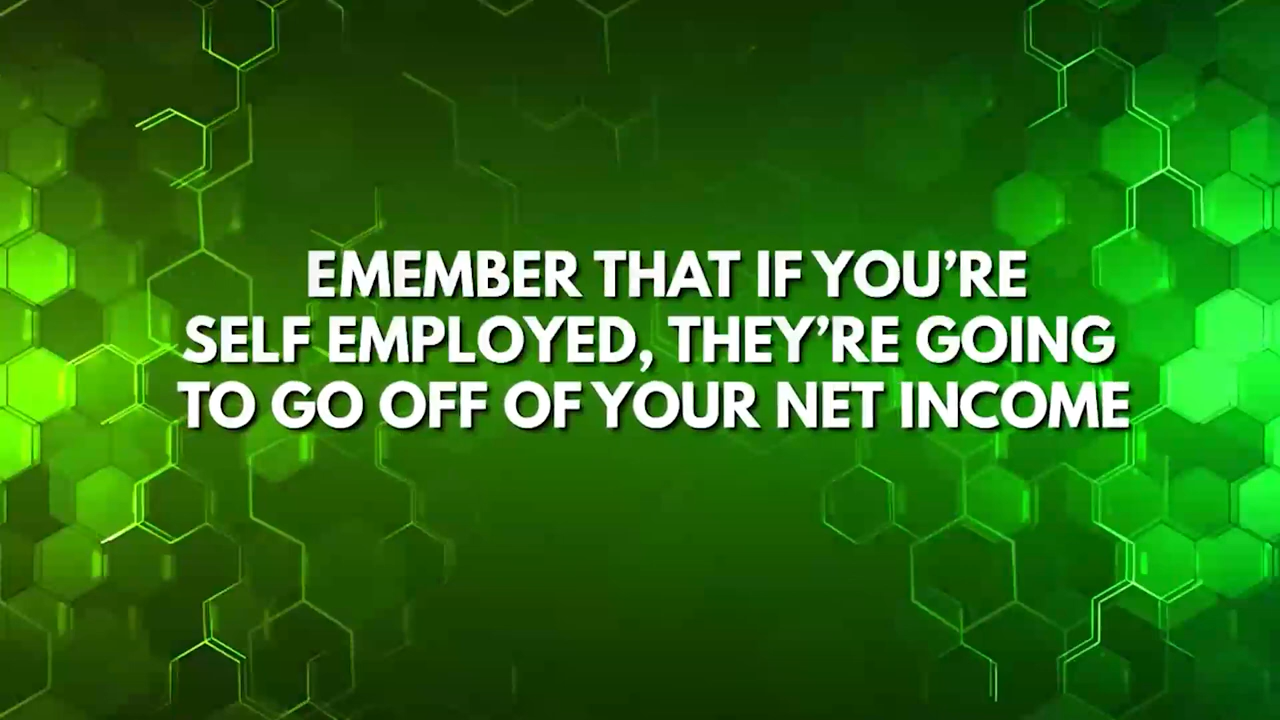 EMEMBER THAT IF YOU’RE
SELF EMPLOYED, THEY’RE GOING
TO GO OFF OF YOUR NET INCOME